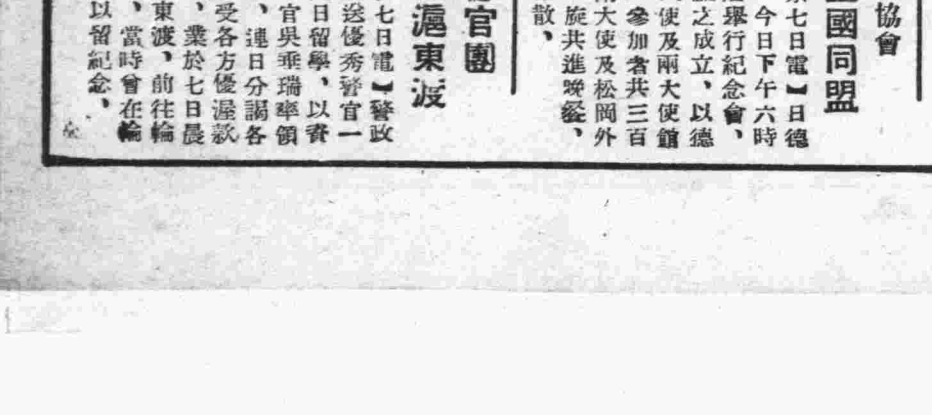 協會
國同盟
七日電】日德
今日下午六時
舉行紀念會、
之成立、以德
使及兩大使館
參加者共三百
大使及松岡外
旋共進晚餐、
散、
官團
滬東渡
七日電】警政
送優秀警官一
日留學、以資
官吳垂瑞率領
、連日分謁各
受各方優渥款
、業於七日晨
東渡、前往輪
、當時曾在輪
以留紀念、